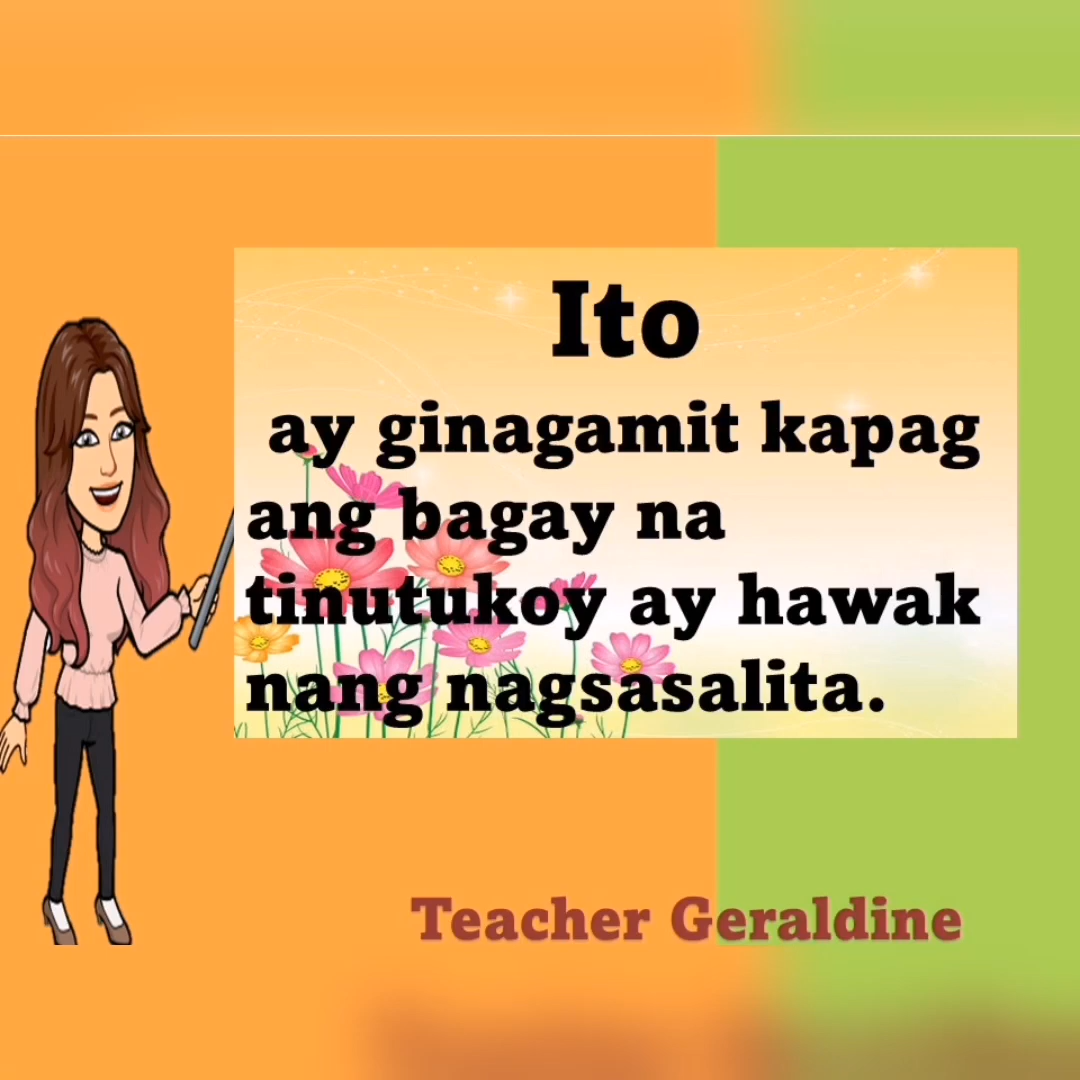 Ito
ay ginagamit kapag
ang bagay na
tinutukoy ay hawak
nang nagsasalita.
Teacher Geraldine